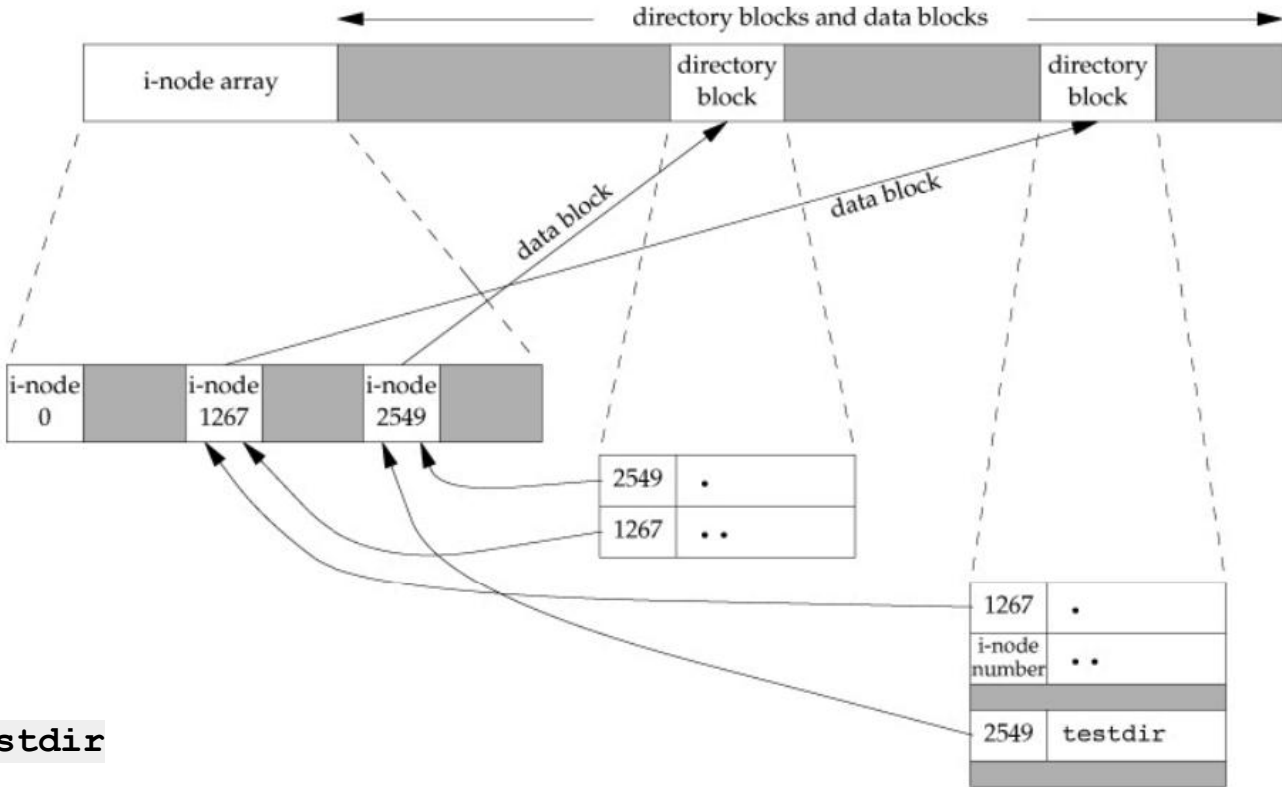 directory blocks and data blocks
i-node array
directory
block
directory
block
data block
data block
i-node
0
i-node
1267
i-node
2549
2549 .
1267 ..
1267 .
i-node
number ..
2549 testdir
stdir